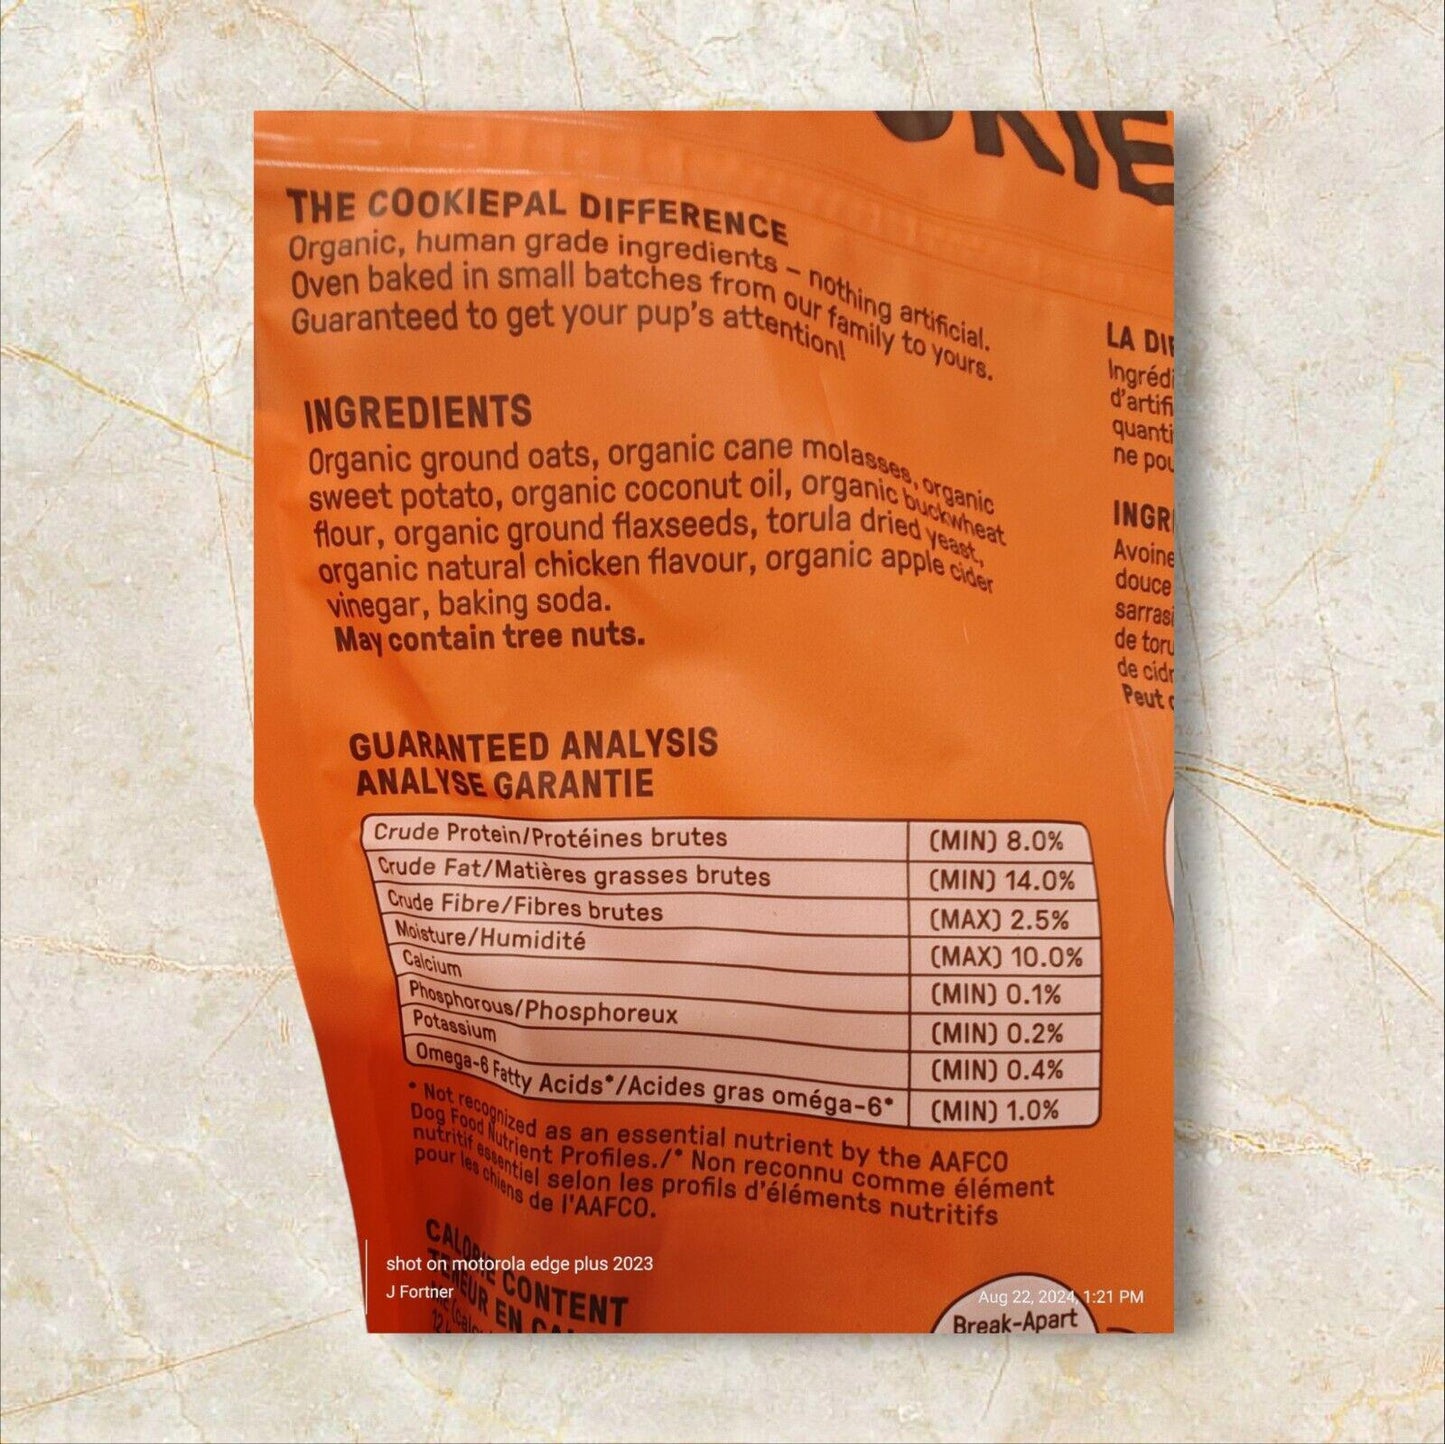 OKIE
THE COOKIEPAL DIFFERENCE
Organic, human grade ingredients – nothing artificial.
Oven baked in small batches from our family to yours.
Guaranteed to get your pup's attention!
INGREDIENTS
Organic ground oats, organic cane molasses, organic
sweet potato, organic coconut oil, organic buckwheat
flour, organic ground flaxseeds, torula dried yeast,
organic natural chicken flavour, organic apple cider
vinegar, baking soda.
May contain tree nuts.
LA DI
Ingrédi
d'artifi
quanti
ne pou
INGR
Avoine
douce
sarrasi
de toru
de cidr
Peut
GUARANTEED ANALYSIS
ANALYSE GARANTIE
Crude Protein/Protéines brutes (MIN) 8.0%
Crude Fat/Matières grasses brutes (MIN) 14.0%
Crude Fibre/Fibres brutes (MAX) 2.5%
Moisture/Humidité (MAX) 10.0%
Calcium (MIN) 0.1%
Phosphorous/Phosphoreux (MIN) 0.2%
Potassium (MIN) 0.4%
Omega-6 Fatty Acids*/Acides gras oméga-6* (MIN) 1.0%
* Not recognized as an essential nutrient by the AAFCO
Dog Food Nutrient Profiles./* Non reconnu comme élément
nutritif essentiel selon les profils d'éléments nutritifs
pour les chiens de l'AAFCO.
CALORIE CONTENT
TENEUR EN CA
shot on motorola edge plus 2023
J Fortner
Aug 22, 2024, 1:21 PM
Break-Apart